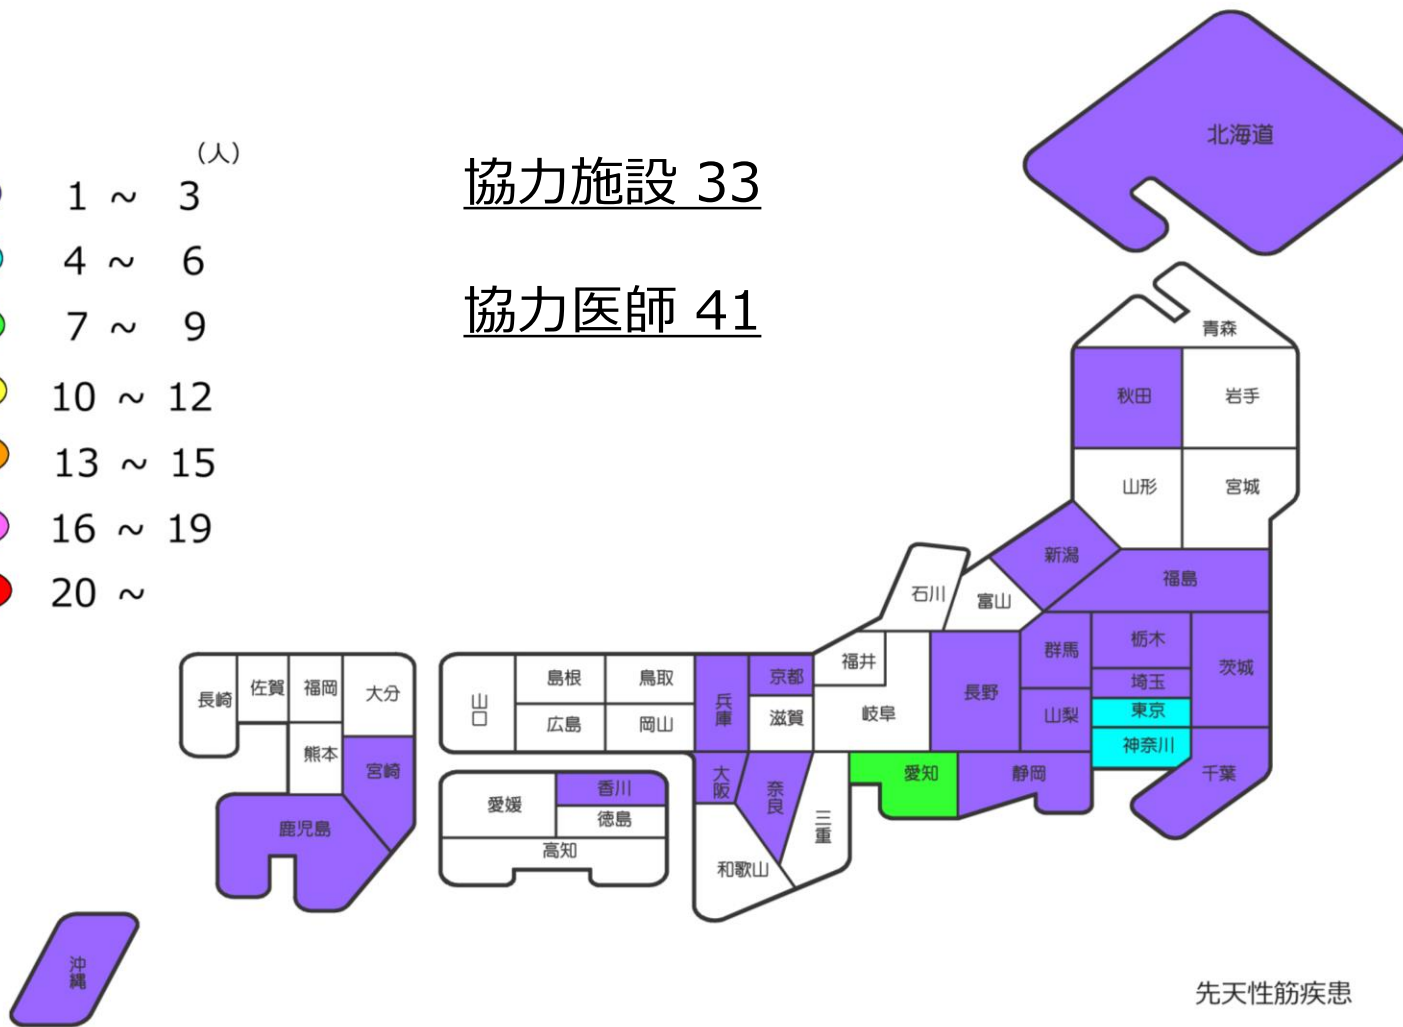 (人)
1 ~ 3
4 ~ 6
7 ~ 9
10 ~ 12
13 ~ 15
16 ~ 19
20 ~
協力施設 33
協力医師 41
北海道
青森
秋田
岩手
山形
宮城
新潟
福島
石川
富山
群馬
栃木
茨城
埼玉
福井
岐阜
長野
山梨
東京
神奈川
千葉
愛知
静岡
山口
島根
鳥取
広島
岡山
兵庫
京都
滋賀
大阪
奈良
三重
和歌山
愛媛
香川
徳島
高知
長崎
佐賀
福岡
大分
熊本
宮崎
鹿児島
沖縄
先天性筋疾患